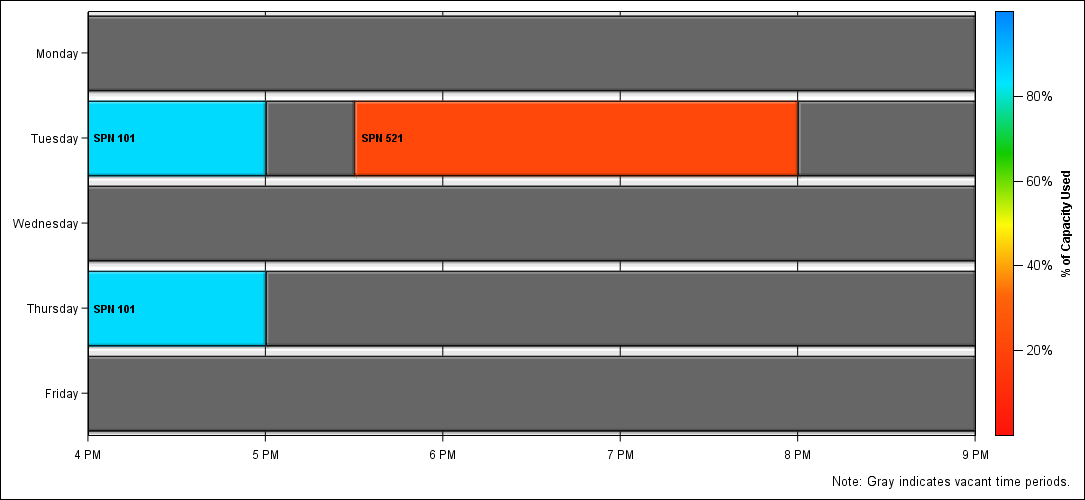 Monday
Tuesday
SPN 101
SPN 521
Wednesday
Thursday
SPN 101
Friday
4 PM
5 PM
6 PM
7 PM
8 PM
9 PM
80%
60%
40%
20%
% of Capacity Used
Note: Gray indicates vacant time periods.